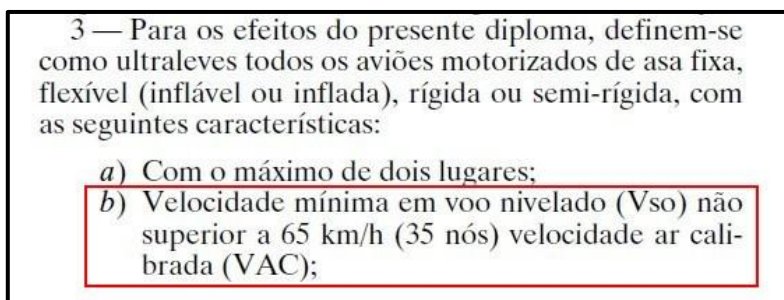 3 — Para os efeitos do presente diploma, definem-se
como ultraleves todos os aviões motorizados de asa fixa,
flexível (inflável ou inflada), rígida ou semi-rígida, com
as seguintes características:
a) Com o máximo de dois lugares;
b) Velocidade mínima em voo nivelado (Vso) não
superior a 65 km/h (35 nós) velocidade ar cali-
brada (VAC);